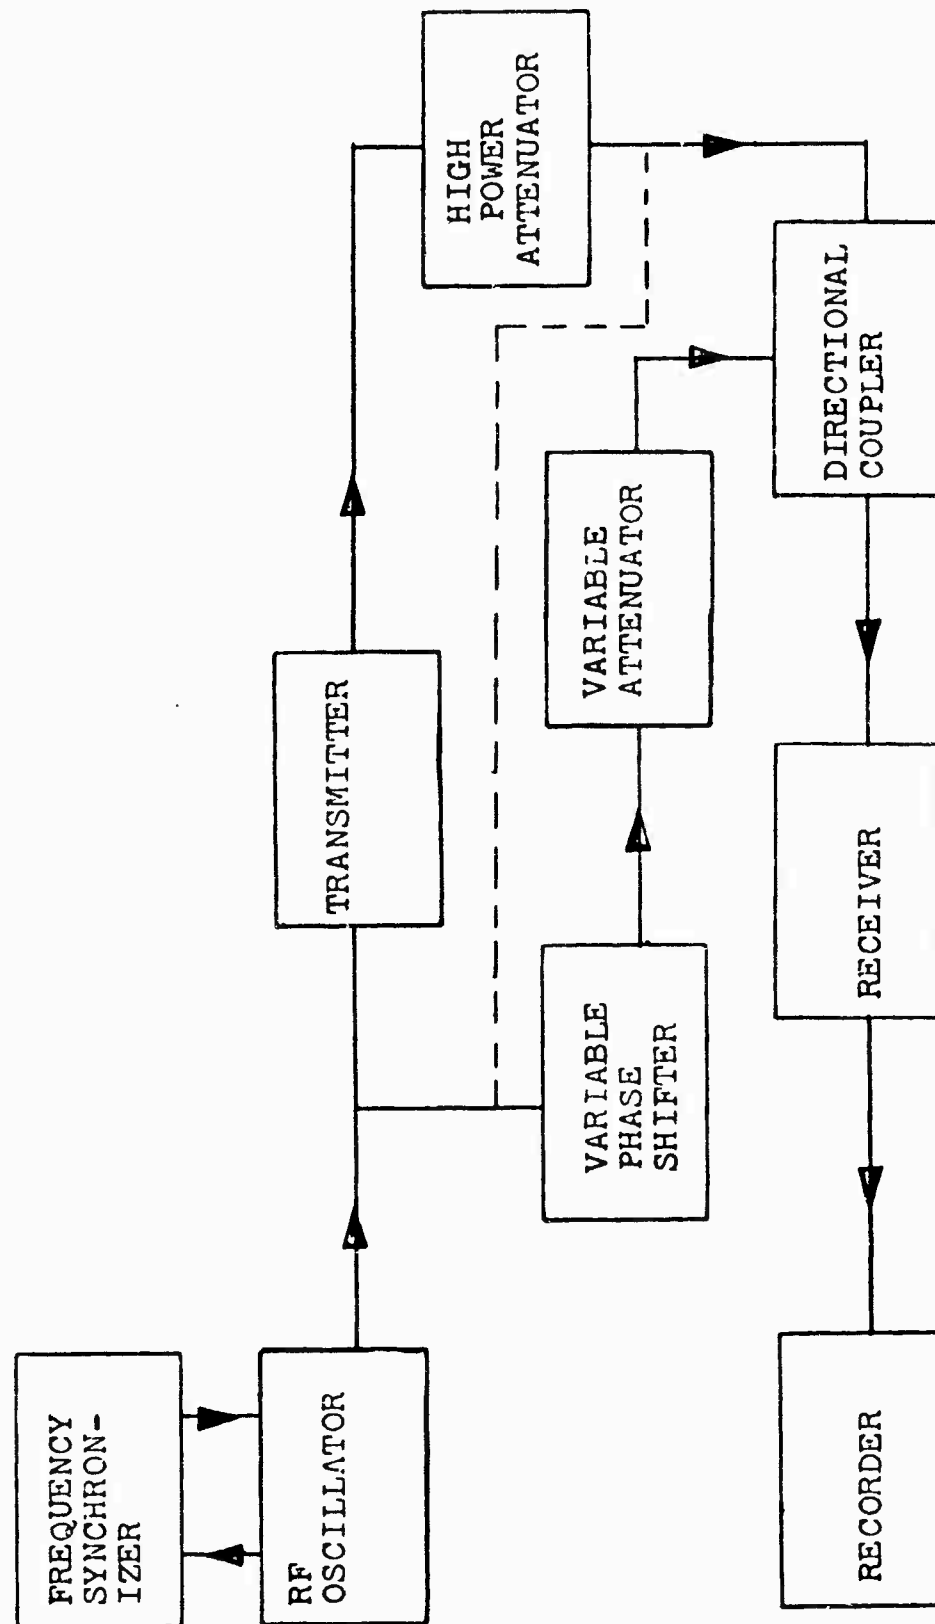 FREQUENCY
SYNCHRON-
IZER
RF
OSCILLATOR
TRANSMITTER
HIGH
POWER
ATTENUATOR
VARIABLE
PHASE
SHIFTER
VARIABLE
ATTENUATOR
DIRECTIONAL
COUPLER
RECEIVER
RECORDER